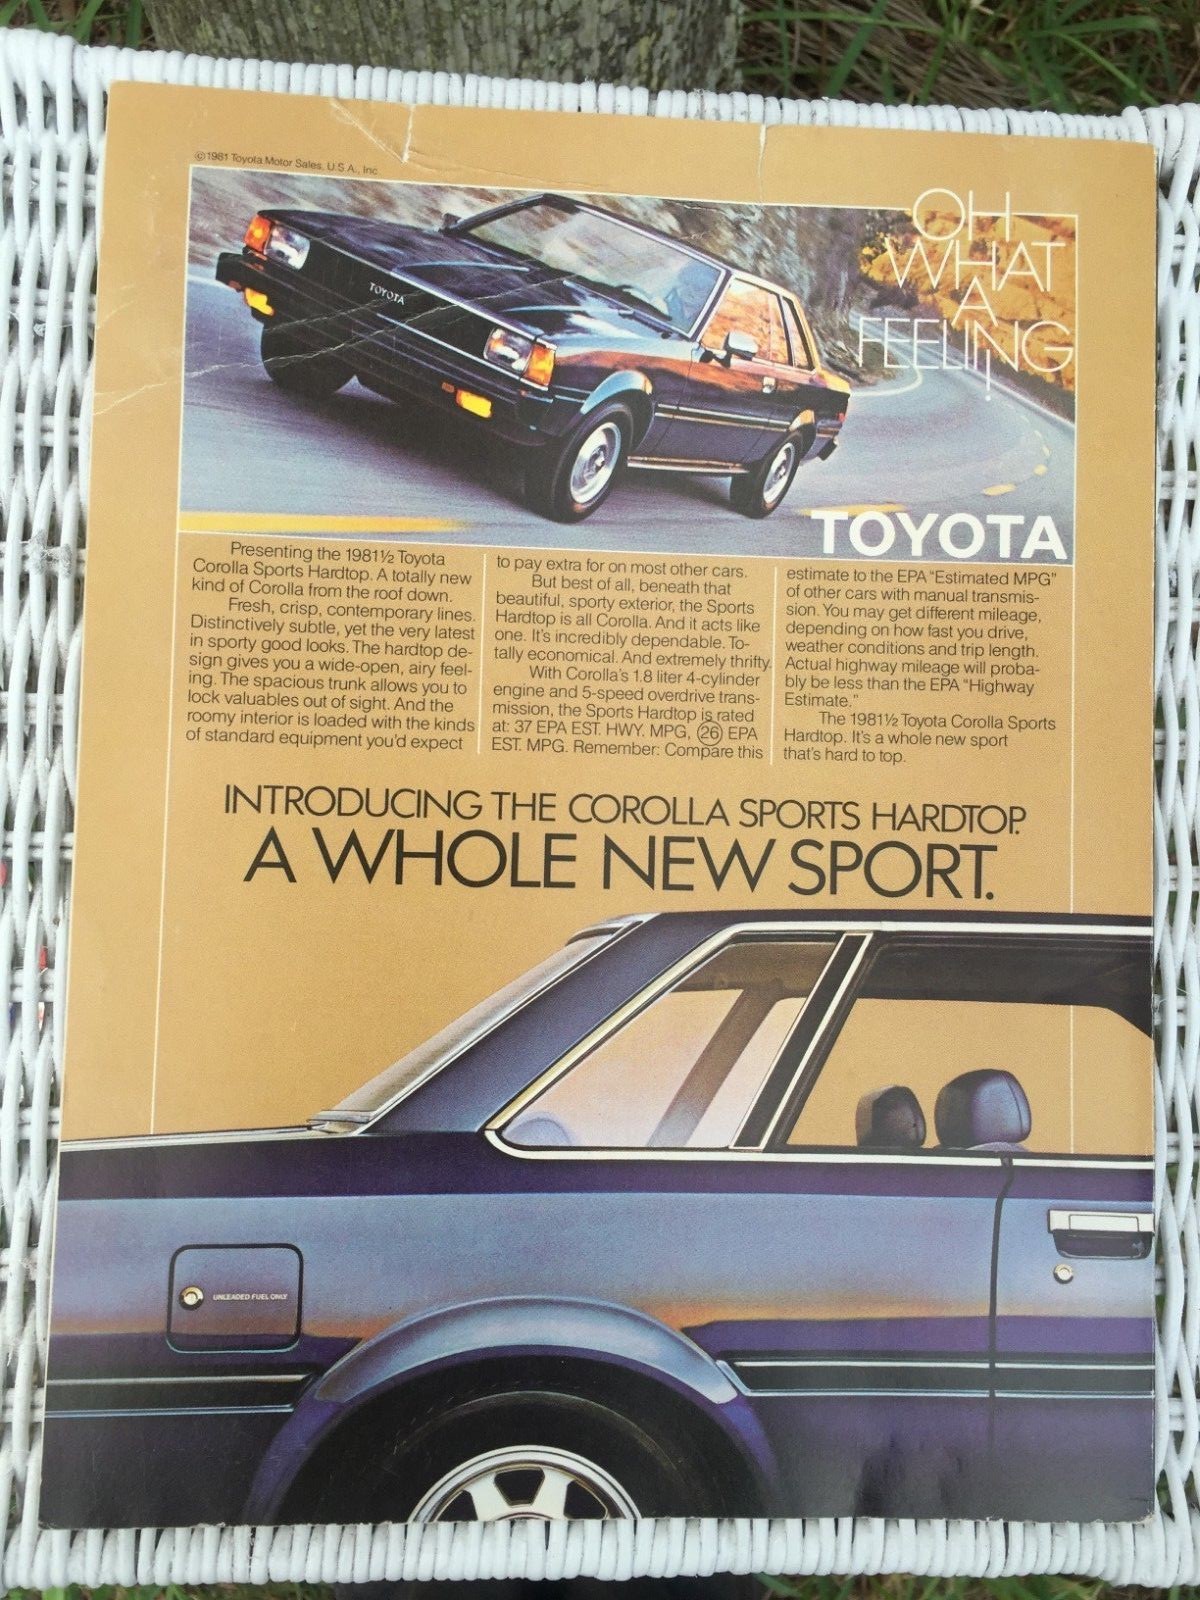 ©1981 Toyota Motor Sales, U.S.A., Inc.
TOYOTA
OH
WHAT
A
FEELING!
TOYOTA
Presenting the 1981½ Toyota
Corolla Sports Hardtop. A totally new
kind of Corolla from the roof down.
Fresh, crisp, contemporary lines.
Distinctively subtle, yet the very latest
in sporty good looks. The hardtop de-
sign gives you a wide-open, airy feel-
ing. The spacious trunk allows you to
lock valuables out of sight. And the
roomy interior is loaded with the kinds
of standard equipment you'd expect
to pay extra for on most other cars.
But best of all, beneath that
beautiful, sporty exterior, the Sports
Hardtop is all Corolla. And it acts like
one. It's incredibly dependable. To-
tally economical. And extremely thrifty.
With Corolla's 1.8 liter 4-cylinder
engine and 5-speed overdrive trans-
mission, the Sports Hardtop is rated
at: 37 EPA EST. HWY. MPG, 26 EPA
EST. MPG. Remember: Compare this
estimate to the EPA "Estimated MPG"
of other cars with manual transmis-
sion. You may get different mileage,
depending on how fast you drive,
weather conditions and trip length.
Actual highway mileage will proba-
bly be less than the EPA "Highway
Estimate."
The 1981½ Toyota Corolla Sports
Hardtop. It's a whole new sport
that's hard to top.
INTRODUCING THE COROLLA SPORTS HARDTOP.
A WHOLE NEW SPORT.
UNLEADED FUEL ONLY